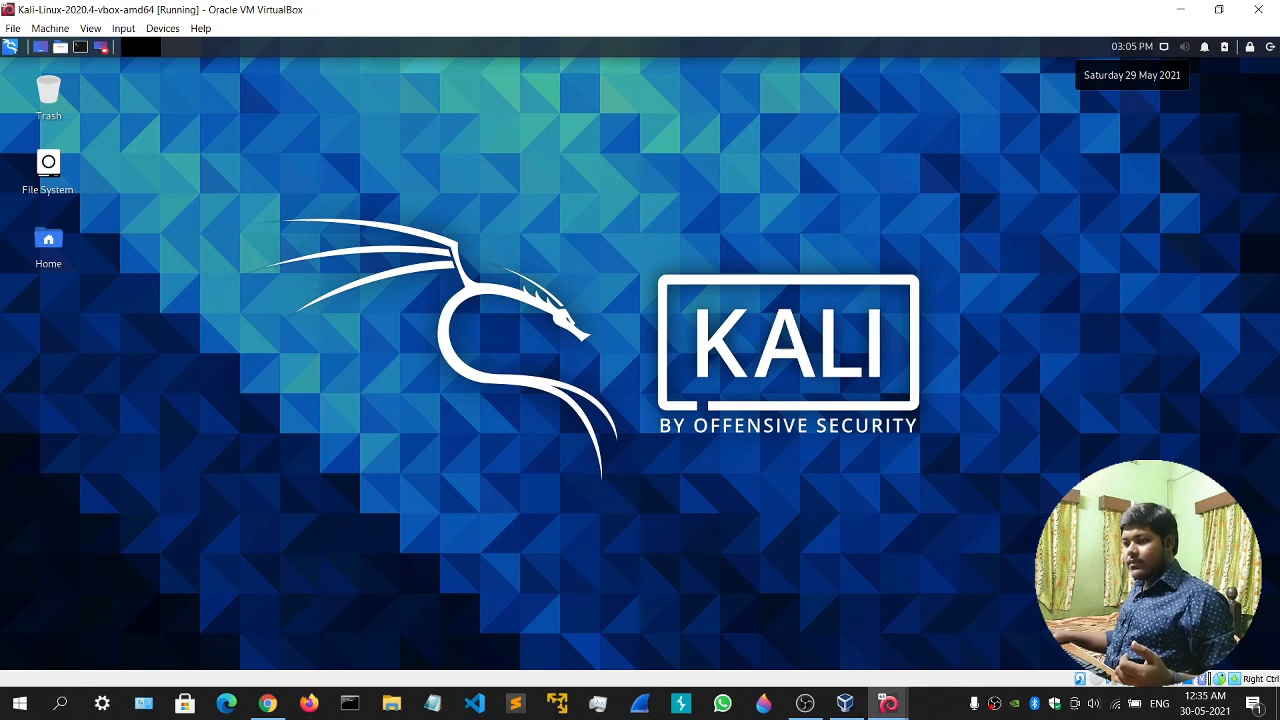 Kali-Linux-2020.4-vbox-amd64 [Running] - Oracle VM VirtualBox
File Machine View Input Devices Help
03:05 PM
Saturday 29 May 2021
Trash
File System
Home
KALI
BY OFFENSIVE SECURITY
Right Ctrl
ENG
12:35 AM
30-05-2021